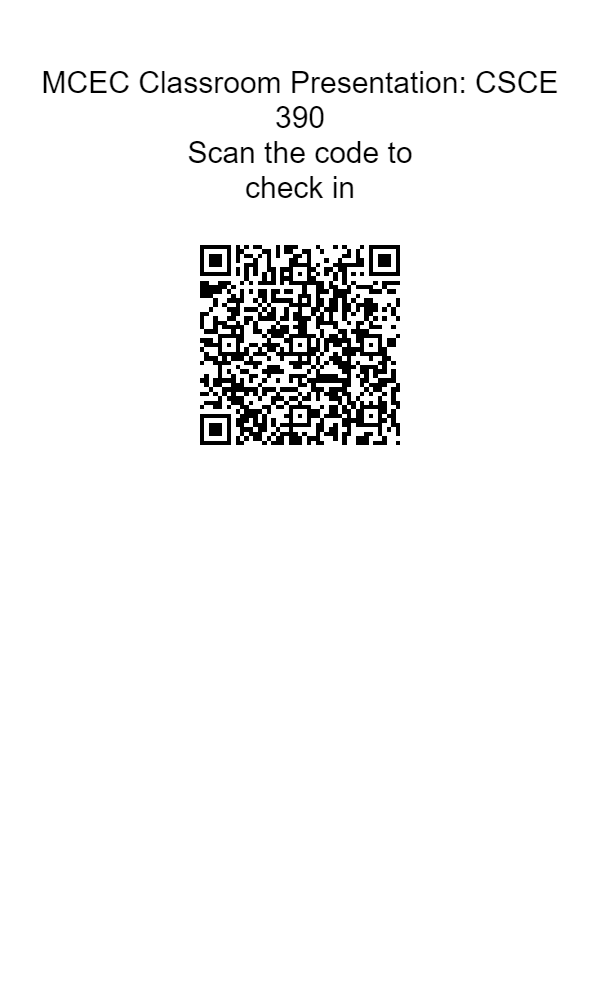 MCEC Classroom Presentation: CSCE
390
Scan the code to
check in